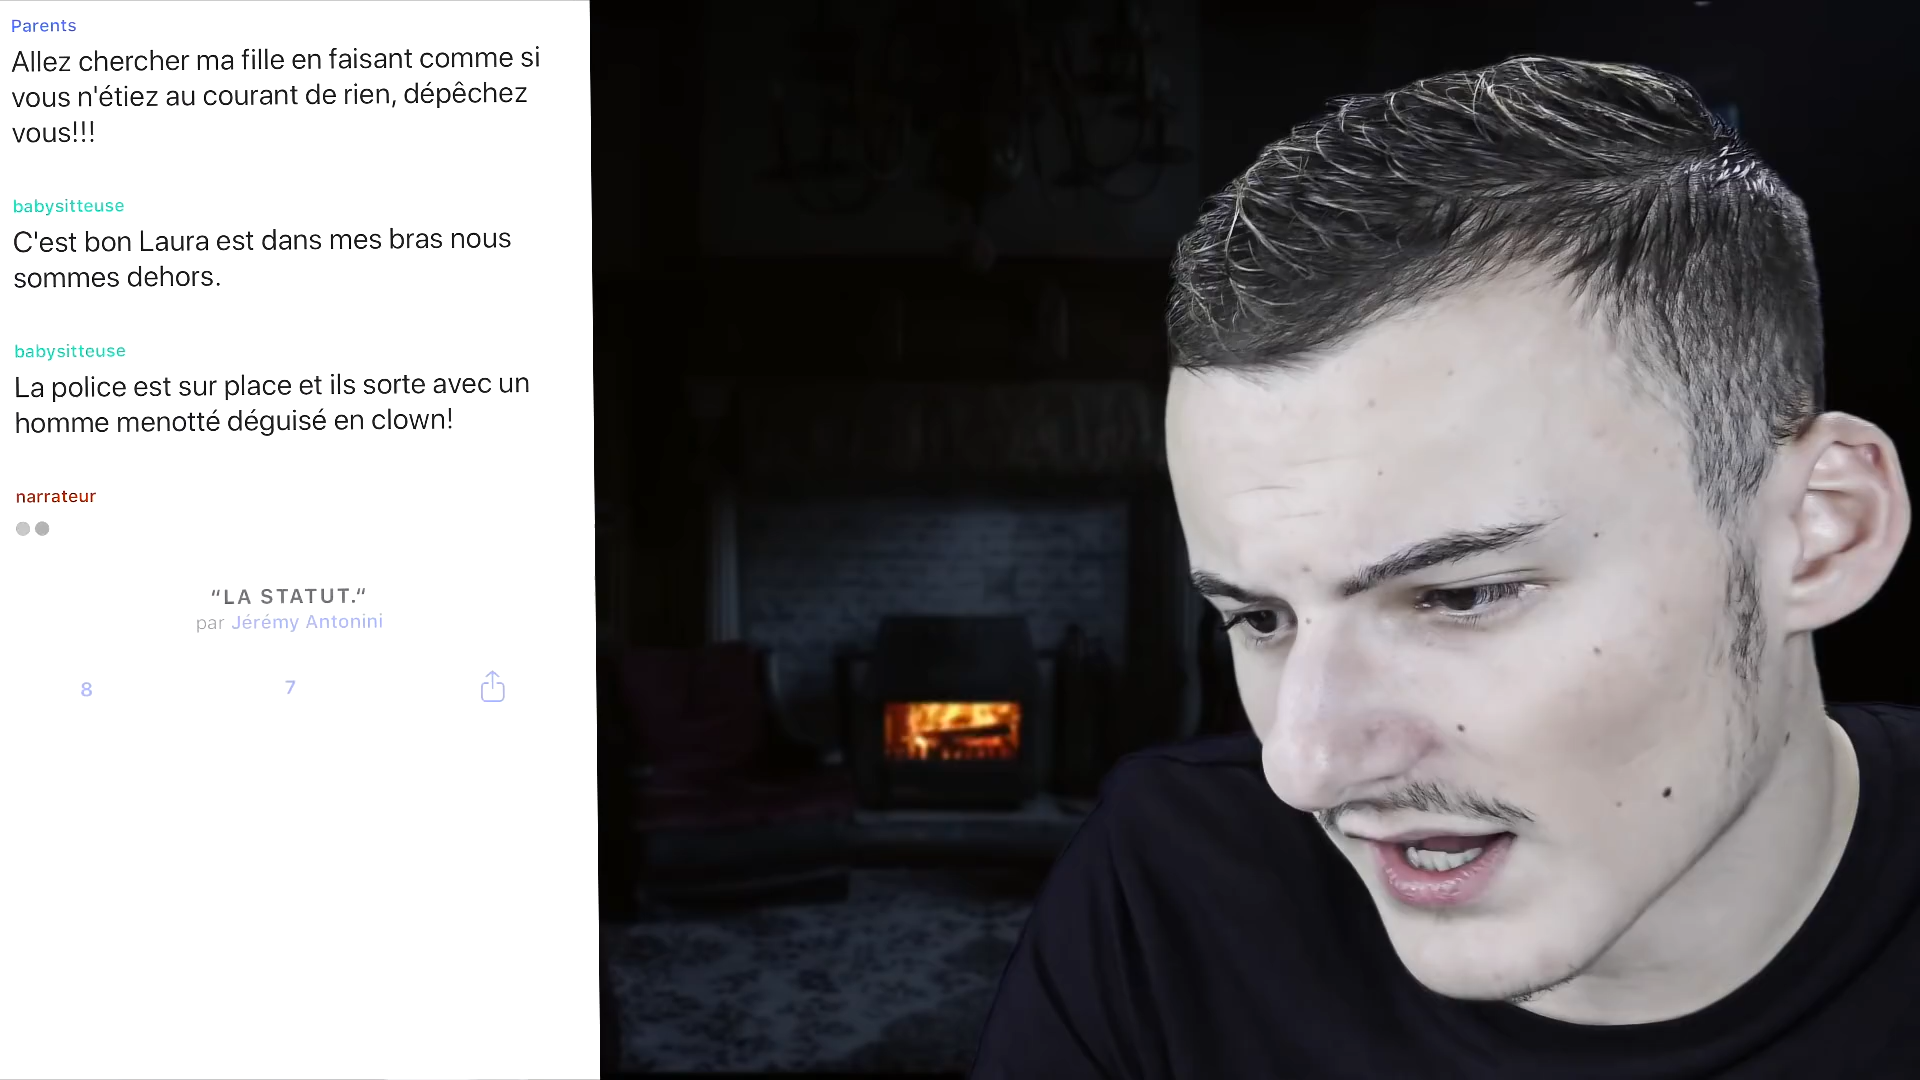 Parents
Allez chercher ma fille en faisant comme si
vous n'étiez au courant de rien, dépêchez
vous!!!
babysitteuse
C'est bon Laura est dans mes bras nous
sommes dehors.
babysitteuse
La police est sur place et ils sorte avec un
homme menotté déguisé en clown!
narrateur
“LA STATUT.“
par Jérémy Antonini
8
7